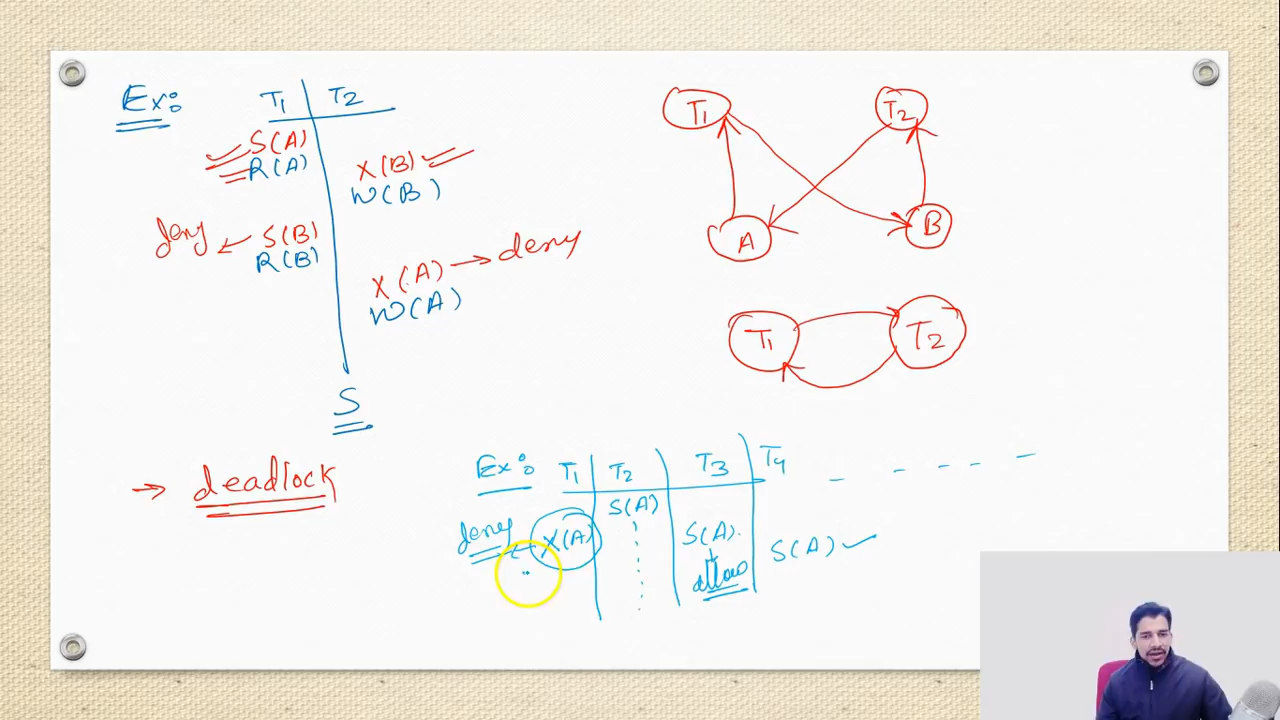 Ex:
T1 T2
S(A)
R(A)
X(B)
W(B)
deny ← S(B)
R(B)
X(A) → deny
W(A)
S
T1 T2
A B
T1 T2
→ deadlock
Ex: T1 T2 T3 T4 - - - - -
S(A)
deny ← X(A) S(A). S(A)
allow